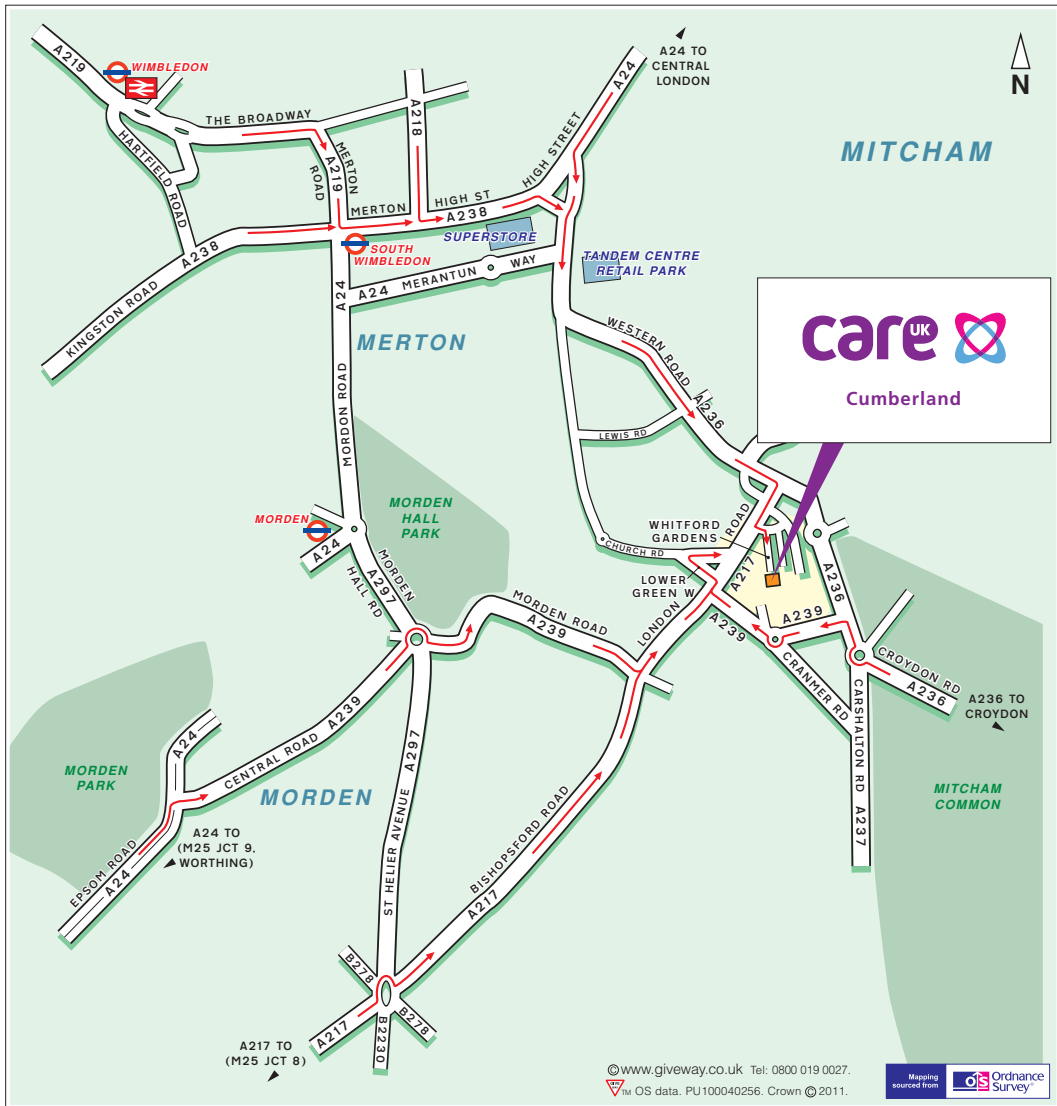 A219
WIMBLEDON
THE BROADWAY
HARTFIELD ROAD
MERTON
ROAD
A219
A218
A24 TO
CENTRAL
LONDON
A24
HIGH STREET
N
MITCHAM
MERTON
HIGH ST
A238
SUPERSTORE
SOUTH
WIMBLEDON
A238
KINGSTON ROAD
A24
A24
MERANTUN
WAY
TANDEM CENTRE
RETAIL PARK
MERTON
WESTERN ROAD
A236
care UK
Cumberland
MORDON ROAD
LEWIS RD
MORDEN
HALL
PARK
MORDEN
A24
MORDEN
HALL RD
A297
CHURCH RD
WHITFORD
GARDENS
LOWER
GREEN W
LONDON
ROAD
A217
A236
A239
A239
MORDEN ROAD
A239
CRANMER RD
CROYDON RD
A236
A236 TO
CROYDON
CARSHALTON RD
A237
MITCHAM
COMMON
MORDEN
PARK
A24
CENTRAL ROAD
A239
MORDEN
A24 TO
(M25 JCT 9,
WORTHING)
EPSOM ROAD
A24
ST HELIER AVENUE
A297
BISHOPSFORD ROAD
A217
B278
B278
A217
B2230
A217 TO
(M25 JCT 8)
©www.giveway.co.uk Tel: 0800 019 0027.
GIVE WAY TM OS data. PU100040256. Crown © 2011.
Mapping
sourced from
OS Ordnance
Survey®